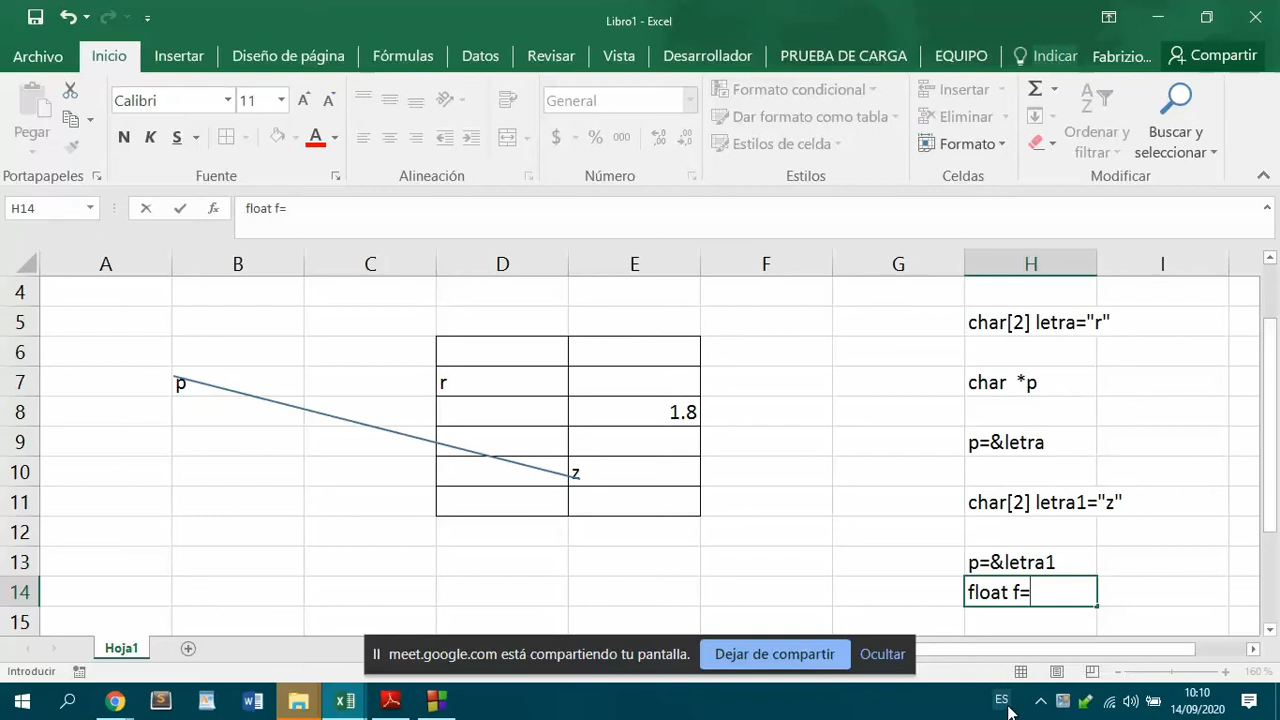 Libro1 - Excel
Archivo Inicio Insertar Diseño de página Fórmulas Datos Revisar Vista Desarrollador PRUEBA DE CARGA EQUIPO Indicar Fabrizio... Compartir
Calibri 11 General Formato condicional Insertar Σ
Pegar Dar formato como tabla Eliminar Ordenar y filtrar Buscar y seleccionar
N K S A $ % 000 Estilos de celda Formato
Portapapeles Fuente Alineación Número Estilos Celdas Modificar
H14 fx float f=
A B C D E F G H I
4
5 char[2] letra="r"
6
7 p r char *p
8 1.8
9 p=&letra
10 z
11 char[2] letra1="z"
12
13 p=&letra1
14 float f=
15
Hoja1
meet.google.com está compartiendo tu pantalla. Dejar de compartir Ocultar
Introducir 160 %
ES 10:10
14/09/2020